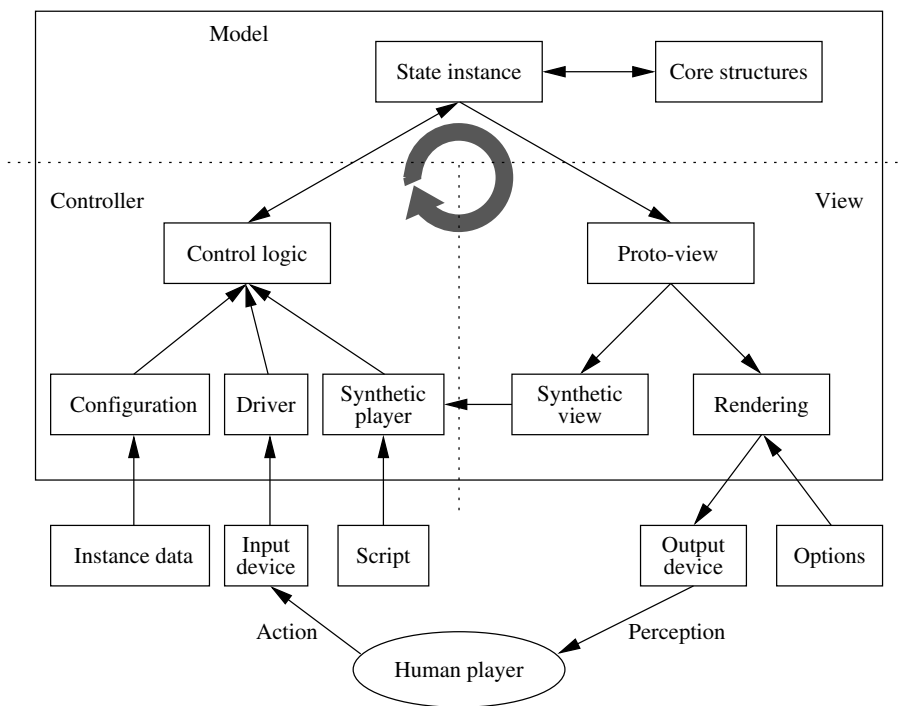 Model
State instance
Core structures
Controller
View
Control logic
Proto-view
Configuration
Driver
Synthetic
player
Synthetic
view
Rendering
Instance data
Input
device
Script
Output
device
Options
Action
Perception
Human player